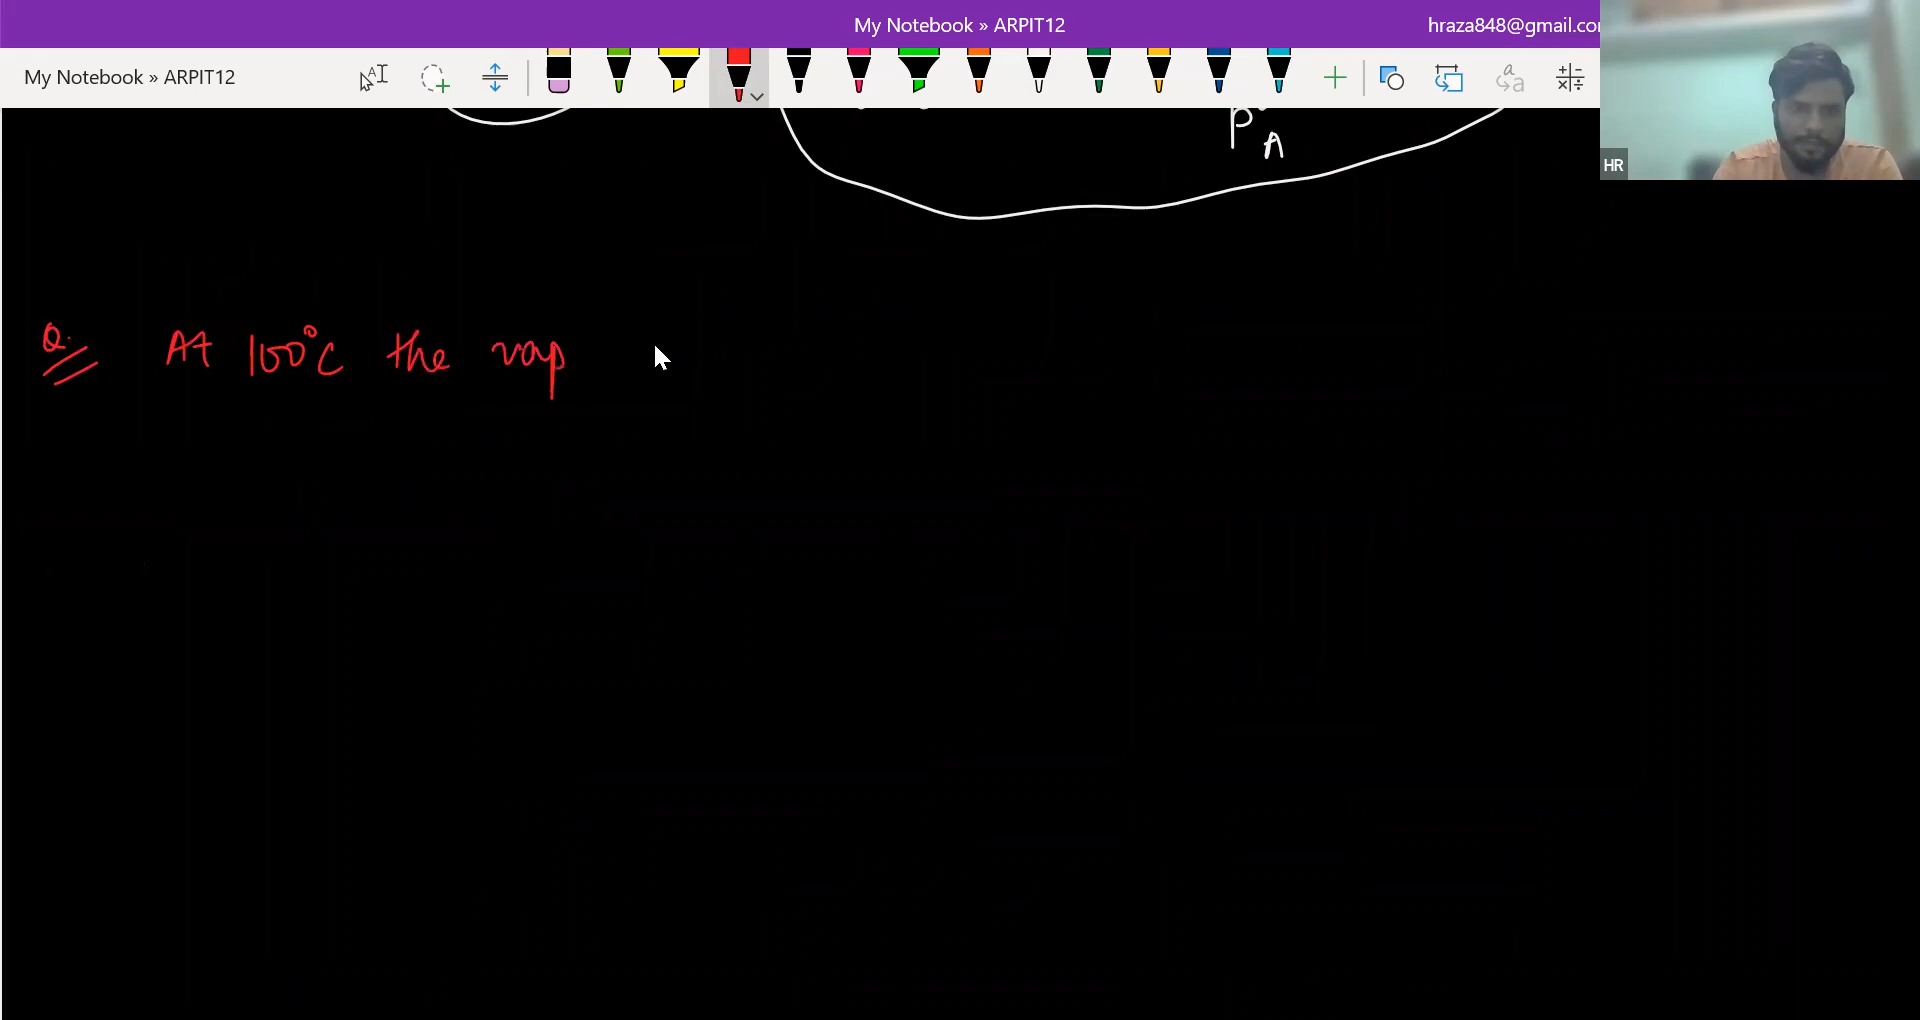 My Notebook » ARPIT12
hraza848@gmail.co
My Notebook » ARPIT12
HR
P
A
Q. At 100°C the vap